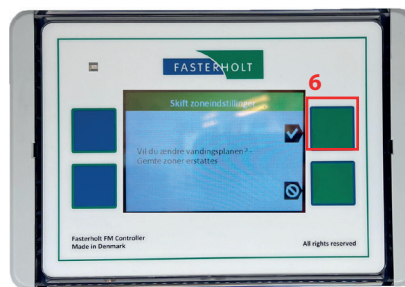 FASTERHOLT
6
Skift zoneindstillinger
Vil du ændre vandingsplanen?
Gemte zoner erstattes
Fasterholt FM Controller
Made in Denmark
All rights reserved